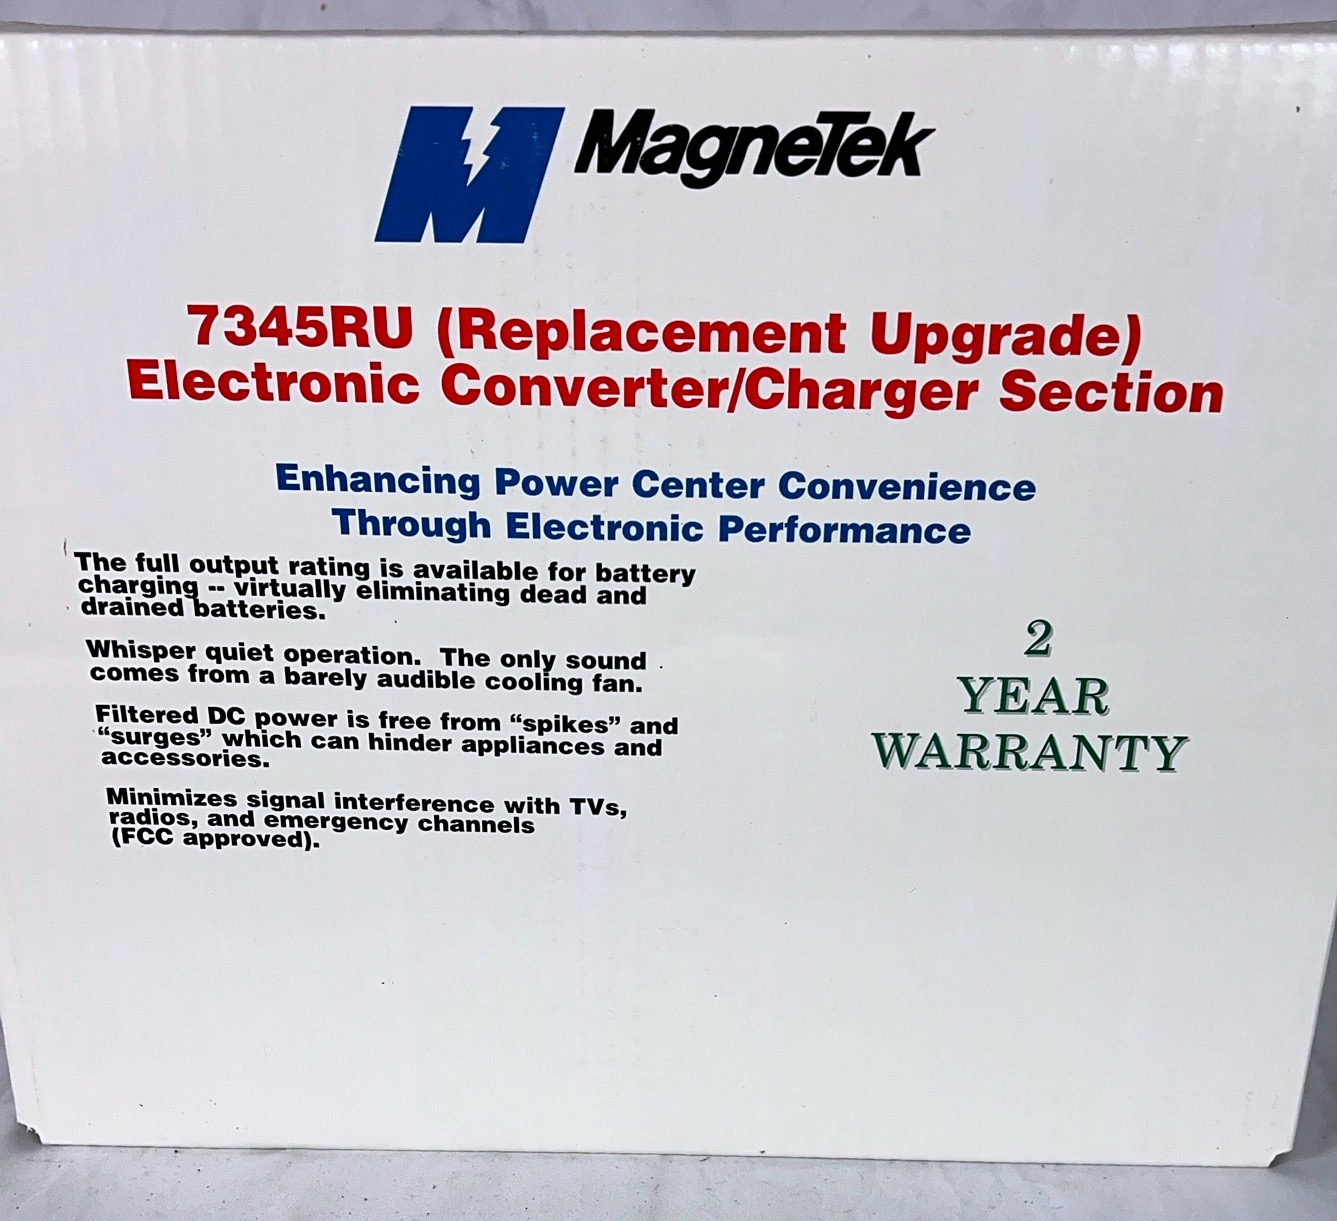 MagneTek
7345RU (Replacement Upgrade)
Electronic Converter/Charger Section
Enhancing Power Center Convenience
Through Electronic Performance
The full output rating is available for battery
charging -- virtually eliminating dead and
drained batteries.
Whisper quiet operation. The only sound
comes from a barely audible cooling fan.
Filtered DC power is free from “spikes” and
“surges” which can hinder appliances and
accessories.
Minimizes signal interference with TVs,
radios, and emergency channels
(FCC approved).
2
YEAR
WARRANTY